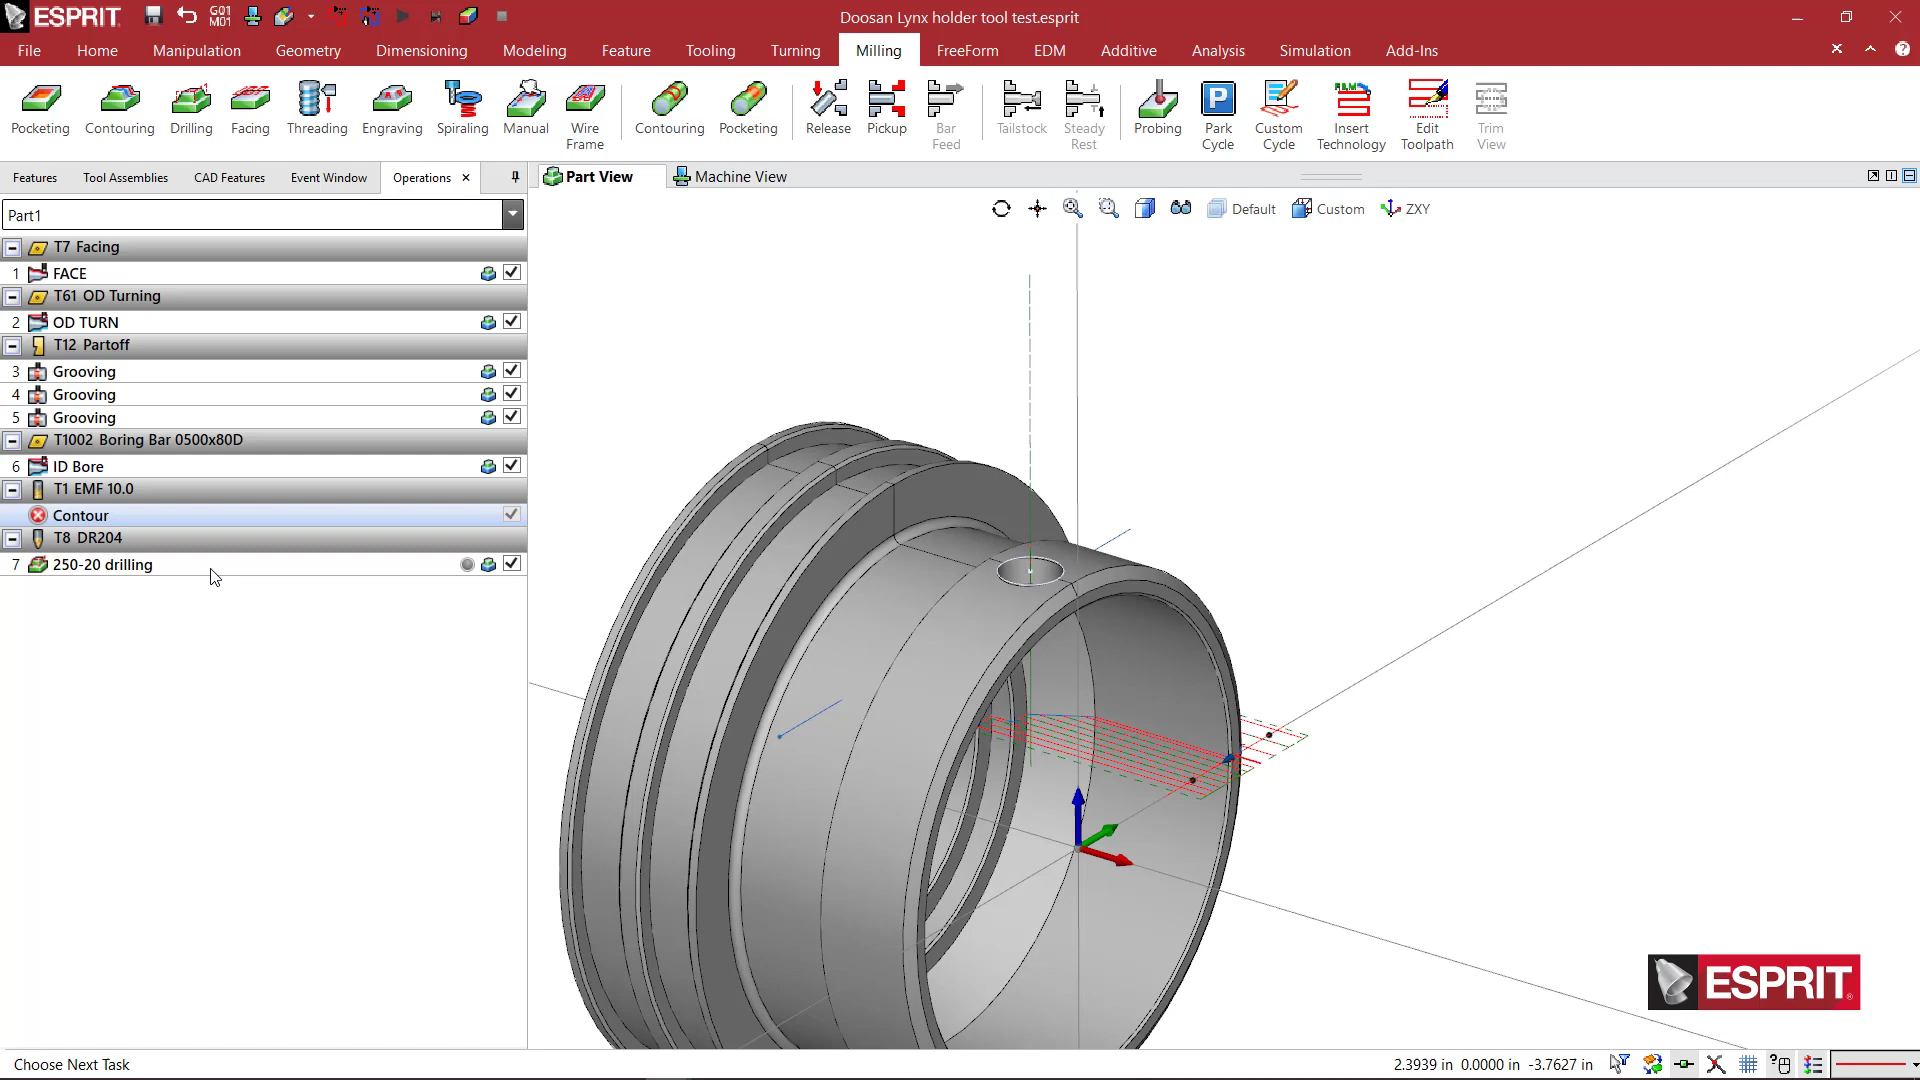 ESPRIT
G01
M01
Doosan Lynx holder tool test.esprit
File Home Manipulation Geometry Dimensioning Modeling Feature Tooling Turning Milling FreeForm EDM Additive Analysis Simulation Add-Ins
Pocketing Contouring Drilling Facing Threading Engraving Spiraling Manual Wire Frame Contouring Pocketing Release Pickup Bar Feed Tailstock Steady Rest Probing Park Cycle Custom Cycle Insert Technology Edit Toolpath Trim View
Features Tool Assemblies CAD Features Event Window Operations
Part View Machine View
Part1
Default Custom ZXY
T7 Facing
1 FACE
T61 OD Turning
2 OD TURN
T12 Partoff
3 Grooving
4 Grooving
5 Grooving
T1002 Boring Bar 0500x80D
6 ID Bore
T1 EMF 10.0
Contour
T8 DR204
7 250-20 drilling
ESPRIT
Choose Next Task
2.3939 in 0.0000 in -3.7627 in